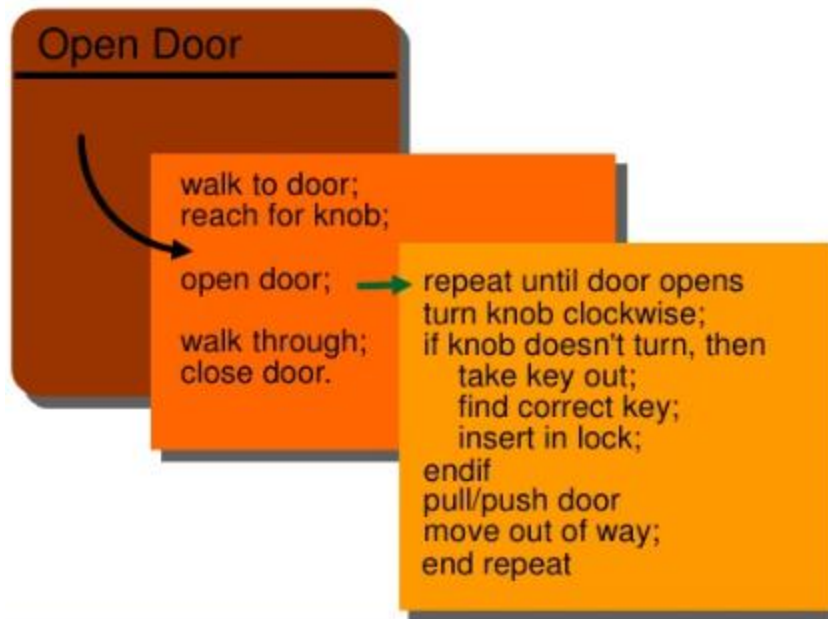 Open Door
walk to door;
reach for knob;
open door;
walk through;
close door.
repeat until door opens
turn knob clockwise;
if knob doesn't turn, then
take key out;
find correct key;
insert in lock;
endif
pull/push door
move out of way;
end repeat